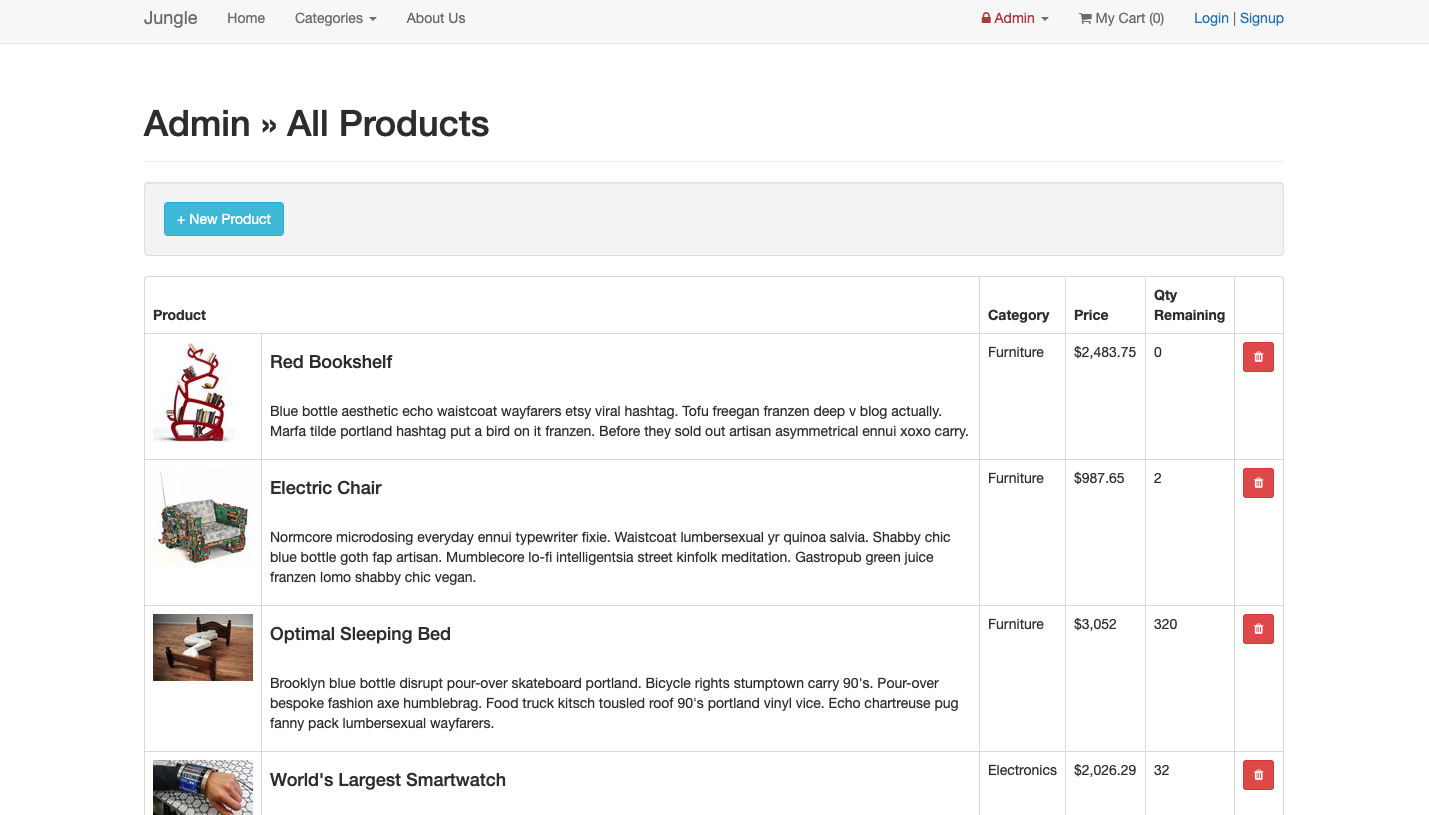 Jungle Home Categories About Us Admin My Cart (0) Login | Signup
Admin » All Products
+ New Product
Product Category Price Qty Remaining
Red Bookshelf Furniture $2,483.75 0
Blue bottle aesthetic echo waistcoat wayfarers etsy viral hashtag. Tofu freegan franzen deep v blog actually.
Marfa tilde portland hashtag put a bird on it franzen. Before they sold out artisan asymmetrical ennui xoxo carry.
Electric Chair Furniture $987.65 2
Normcore microdosing everyday ennui typewriter fixie. Waistcoat lumbersexual yr quinoa salvia. Shabby chic
blue bottle goth fap artisan. Mumblecore lo-fi intelligentsia street kinfolk meditation. Gastropub green juice
franzen lomo shabby chic vegan.
Optimal Sleeping Bed Furniture $3,052 320
Brooklyn blue bottle disrupt pour-over skateboard portland. Bicycle rights stumptown carry 90's. Pour-over
bespoke fashion axe humblebrag. Food truck kitsch tousled roof 90's portland vinyl vice. Echo chartreuse pug
fanny pack lumbersexual wayfarers.
World's Largest Smartwatch Electronics $2,026.29 32